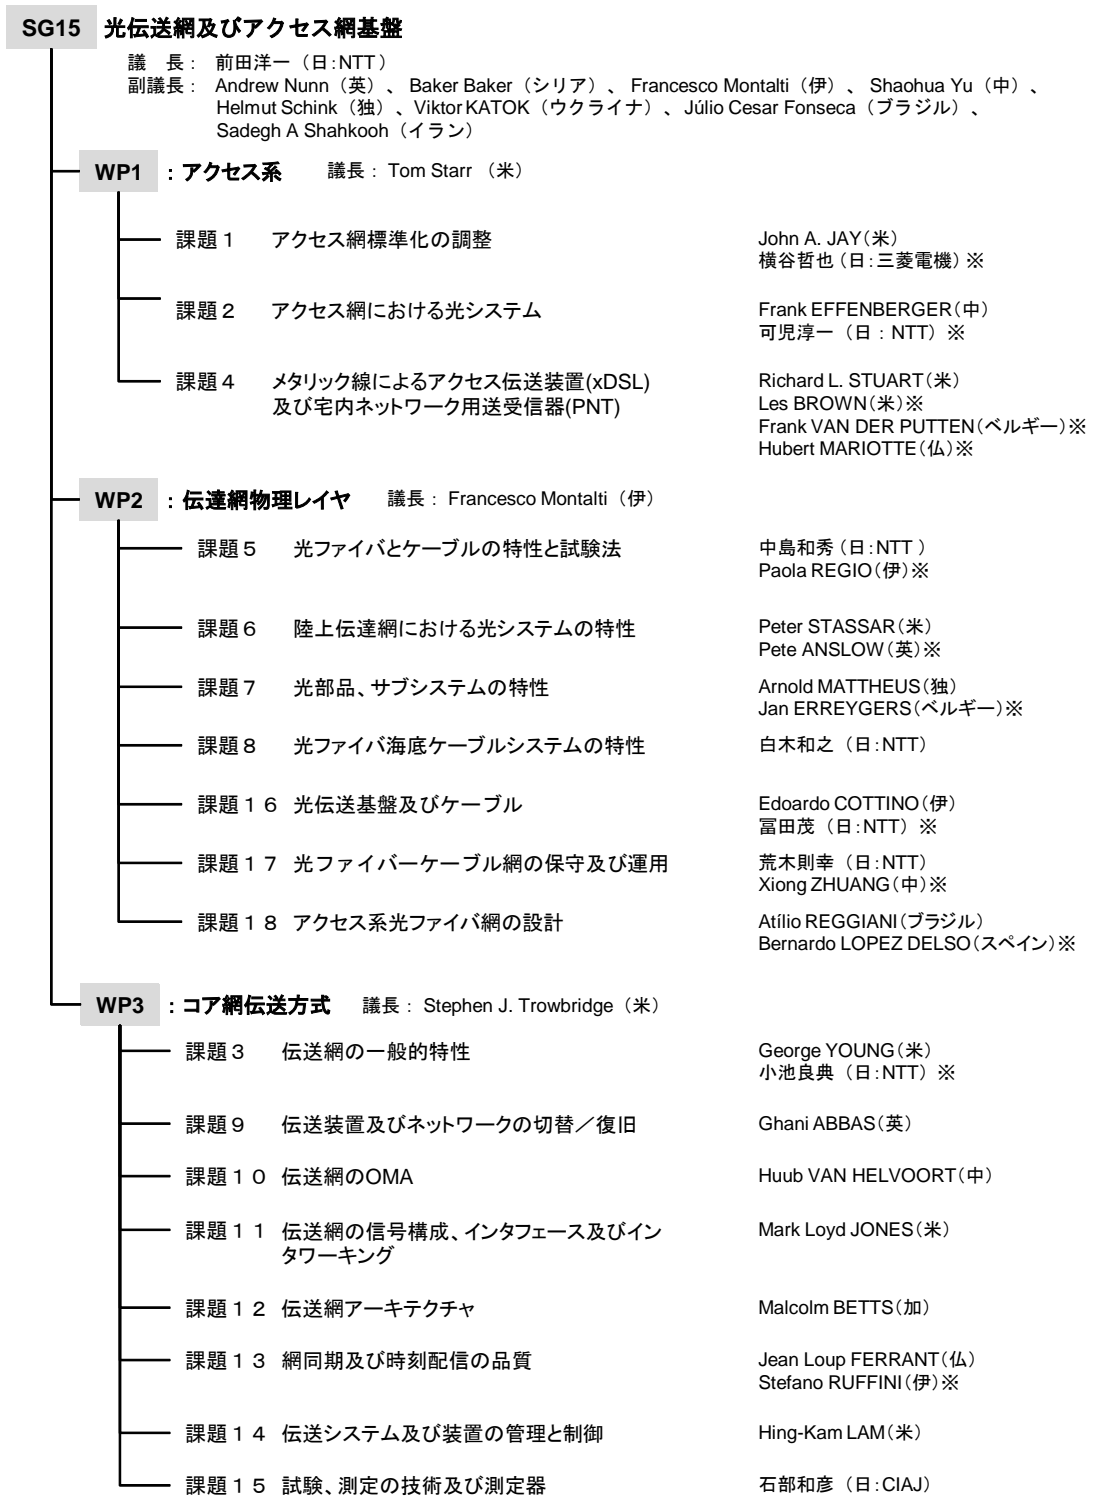 SG15 光伝送網及びアクセス網基盤
議　長： 前田洋一（日:NTT）
副議長： Andrew Nunn（英）、 Baker Baker（シリア）、 Francesco Montalti（伊）、 Shaohua Yu（中）、
Helmut Schink（独）、Viktor KATOK（ウクライナ）、Júlio Cesar Fonseca（ブラジル）、
Sadegh A Shahkooh（イラン）
WP1 ：アクセス系 議長： Tom Starr （米）
課題１ アクセス網標準化の調整 John A. JAY（米）
横谷哲也（日:三菱電機）※
課題２ アクセス網における光システム Frank EFFENBERGER（中）
可児淳一（日：NTT）※
課題４ メタリック線によるアクセス伝送装置(xDSL) Richard L. STUART（米）
及び宅内ネットワーク用送受信器(PNT) Les BROWN（米）※
Frank VAN DER PUTTEN（ベルギー）※
Hubert MARIOTTE（仏）※
WP2 ：伝達網物理レイヤ 議長： Francesco Montalti（伊）
課題５ 光ファイバとケーブルの特性と試験法 中島和秀（日:NTT ）
Paola REGIO（伊）※
課題６ 陸上伝達網における光システムの特性 Peter STASSAR（米）
Pete ANSLOW（英）※
課題７ 光部品、サブシステムの特性 Arnold MATTHEUS（独）
Jan ERREYGERS（ベルギー）※
課題８ 光ファイバ海底ケーブルシステムの特性 白木和之（日:NTT）
課題１６ 光伝送基盤及びケーブル Edoardo COTTINO（伊）
冨田茂（日:NTT）※
課題１７ 光ファイバーケーブル網の保守及び運用 荒木則幸（日:NTT）
Xiong ZHUANG（中）※
課題１８ アクセス系光ファイバ網の設計 Atílio REGGIANI（ブラジル）
Bernardo LOPEZ DELSO（スペイン）※
WP3 ：コア網伝送方式 議長： Stephen J. Trowbridge（米）
課題３ 伝送網の一般的特性 George YOUNG（米）
小池良典（日:NTT）※
課題９ 伝送装置及びネットワークの切替／復旧 Ghani ABBAS（英）
課題１０ 伝送網のOMA Huub VAN HELVOORT（中）
課題１１ 伝送網の信号構成、インタフェース及びイン Mark Loyd JONES（米）
タワーキング
課題１２ 伝送網アーキテクチャ Malcolm BETTS（加）
課題１３ 網同期及び時刻配信の品質 Jean Loup FERRANT（仏）
Stefano RUFFINI（伊）※
課題１４ 伝送システム及び装置の管理と制御 Hing-Kam LAM（米）
課題１５ 試験、測定の技術及び測定器 石部和彦（日:CIAJ）